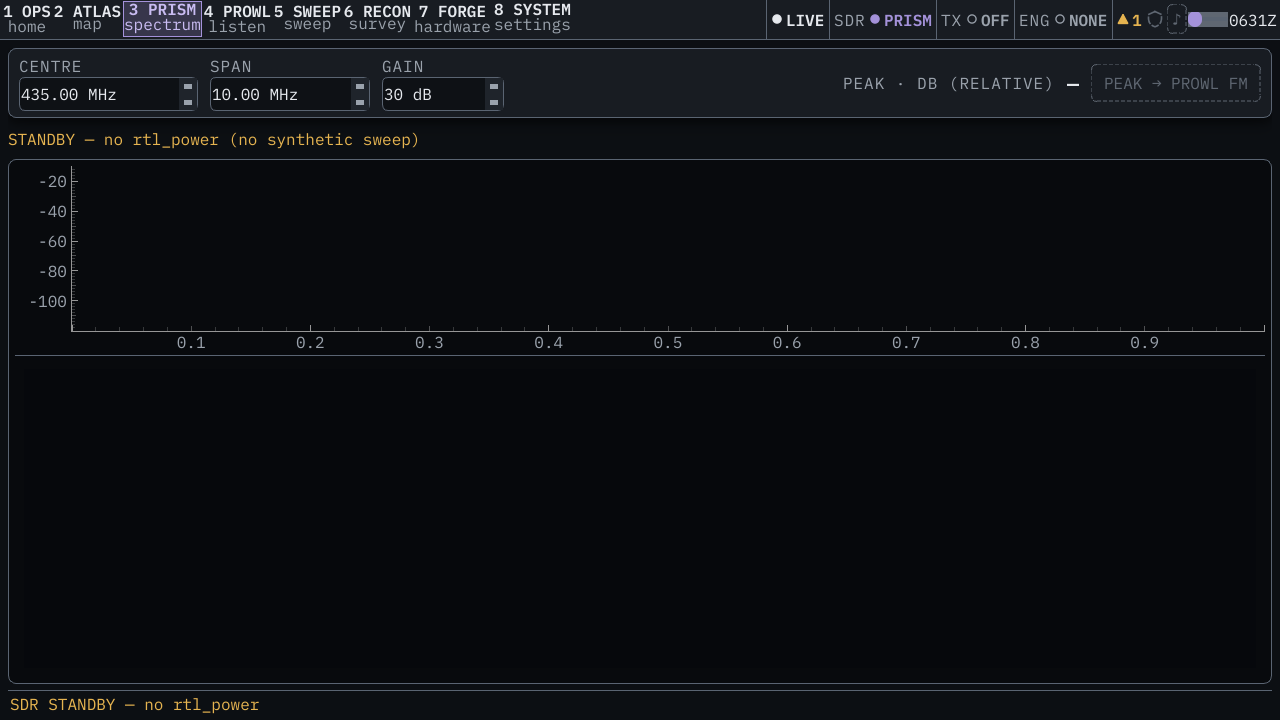 1 OPS 2 ATLAS 3 PRISM 4 PROWL 5 SWEEP 6 RECON 7 FORGE 8 SYSTEM
home map spectrum listen sweep survey hardware settings
LIVE SDR PRISM TX OFF ENG NONE 1 ♪ 0631Z
CENTRE SPAN GAIN
435.00 MHz 10.00 MHz 30 dB
PEAK · DB (RELATIVE) — PEAK → PROWL FM
STANDBY — no rtl_power (no synthetic sweep)
-20
-40
-60
-80
-100
0.1 0.2 0.3 0.4 0.5 0.6 0.7 0.8 0.9
SDR STANDBY — no rtl_power